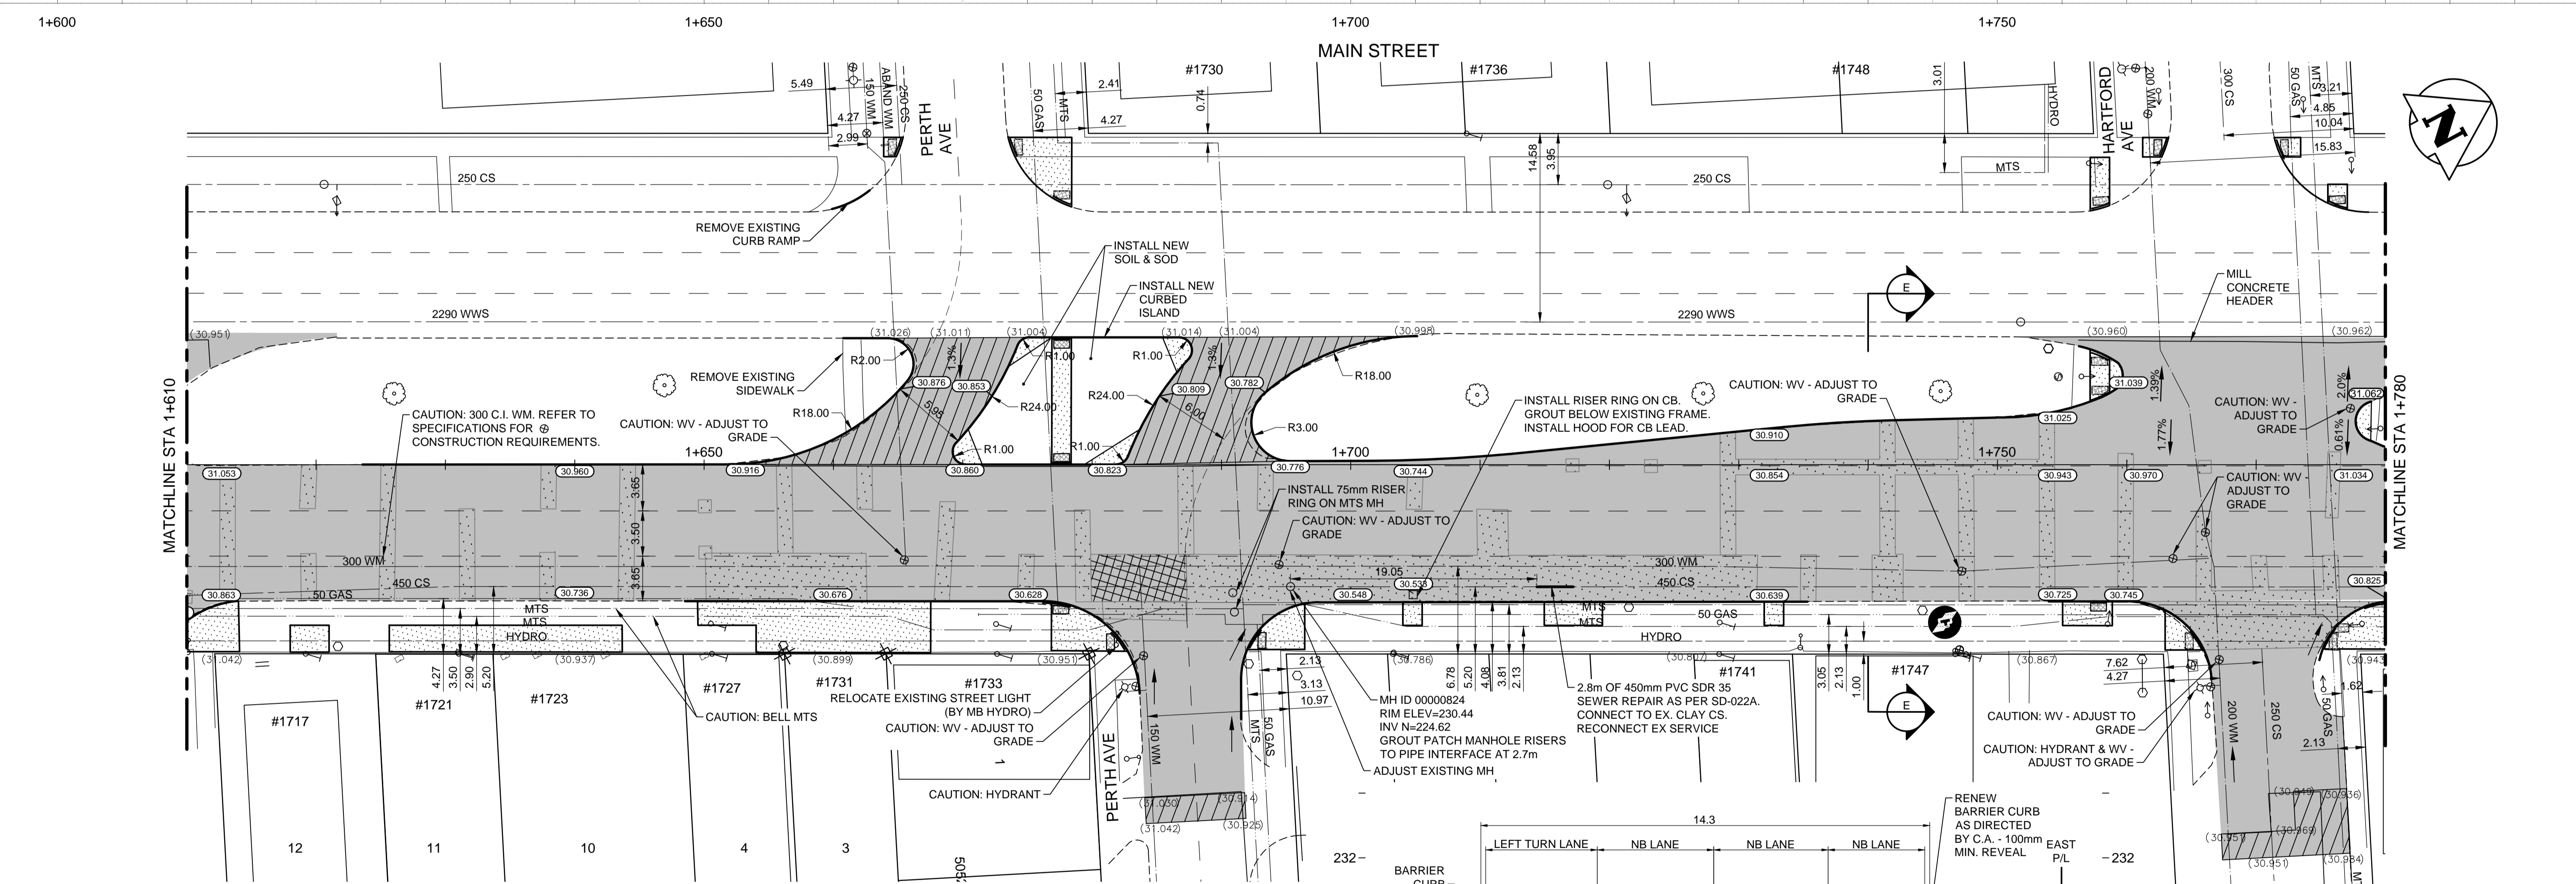 1+600
1+650
1+700
1+750
MAIN STREET
#1730
#1736
#1748
5.49
4.27
2.99
150 WM
ABAND WM
250 CS
PERTH
AVE
50 GAS
MTS
2.41
4.27
0.74
14.58
3.95
3.01
HYDRO
MTS
HARTFORD
AVE
200 WM
300 CS
50 GAS
MTS
3.21
4.85
10.04
15.83
N
250 CS
250 CS
REMOVE EXISTING
CURB RAMP
INSTALL NEW
SOIL & SOD
INSTALL NEW
CURBED
ISLAND
E
MILL
CONCRETE
HEADER
2290 WWS
2290 WWS
(30.951)
(31.026)
(31.011)
(31.004)
(31.014)
(31.004)
(30.998)
(30.960)
(30.962)
R2.00
1.3%
R1.00
R1.00
1.3%
REMOVE EXISTING
SIDEWALK
30.876
30.853
30.809
30.782
R18.00
R18.00
5.95
R24.00
R24.00
6.00
R3.00
R1.00
R1.00
31.039
1.39%
2.0%
31.062
31.025
1.77%
0.61%
CAUTION: 300 C.I. WM. REFER TO
SPECIFICATIONS FOR
CONSTRUCTION REQUIREMENTS.
CAUTION: WV - ADJUST TO
GRADE
INSTALL RISER RING ON CB.
GROUT BELOW EXISTING FRAME.
INSTALL HOOD FOR CB LEAD.
CAUTION: WV - ADJUST TO
GRADE
CAUTION: WV -
ADJUST TO
GRADE
MATCHLINE STA 1+610
MATCHLINE STA 1+780
1+650
1+700
1+750
31.053
30.960
30.916
30.860
30.823
30.776
30.744
30.910
30.854
30.943
30.970
31.034
3.65
3.50
3.65
INSTALL 75mm RISER
RING ON MTS MH
CAUTION: WV - ADJUST TO
GRADE
CAUTION: WV -
ADJUST TO
GRADE
300 WM
300 WM
450 CS
450 CS
19.05
30.863
50 GAS
30.736
30.676
30.628
30.548
30.533
30.639
30.725
30.745
30.825
MTS
MTS
HYDRO
MTS
MTS
50 GAS
HYDRO
(31.042)
(30.937)
(30.899)
(30.951)
(30.786)
(30.807)
(30.867)
(30.943
4.27
3.50
2.90
5.20
6.78
5.20
4.08
3.81
2.13
3.05
2.13
1.00
2.13
3.13
10.97
7.62
4.27
1.62
2.13
#1717
#1721
#1723
#1727
#1731
#1733
#1741
#1747
CAUTION: BELL MTS
RELOCATE EXISTING STREET LIGHT
(BY MB HYDRO)
CAUTION: WV - ADJUST TO
GRADE
CAUTION: HYDRANT
MH ID 00000824
RIM ELEV=230.44
INV N=224.62
GROUT PATCH MANHOLE RISERS
TO PIPE INTERFACE AT 2.7m
ADJUST EXISTING MH
2.8m OF 450mm PVC SDR 35
SEWER REPAIR AS PER SD-022A.
CONNECT TO EX. CLAY CS.
RECONNECT EX SERVICE
E
CAUTION: WV - ADJUST TO
GRADE
CAUTION: HYDRANT & WV -
ADJUST TO GRADE
PERTH AVE
150 WM
MTS
50 GAS
200 WM
250 CS
50 GAS
(31.030)
(30.914)
(31.042)
(30.925)
(30.949)
(30.936)
(30.957)
(30.969)
(30.951)
(30.984)
12
11
10
4
3
1
232
14.3
LEFT TURN LANE
NB LANE
NB LANE
NB LANE
BARRIER
RENEW
BARRIER CURB
AS DIRECTED
BY C.A. - 100mm
MIN. REVEAL
EAST
P/L
232